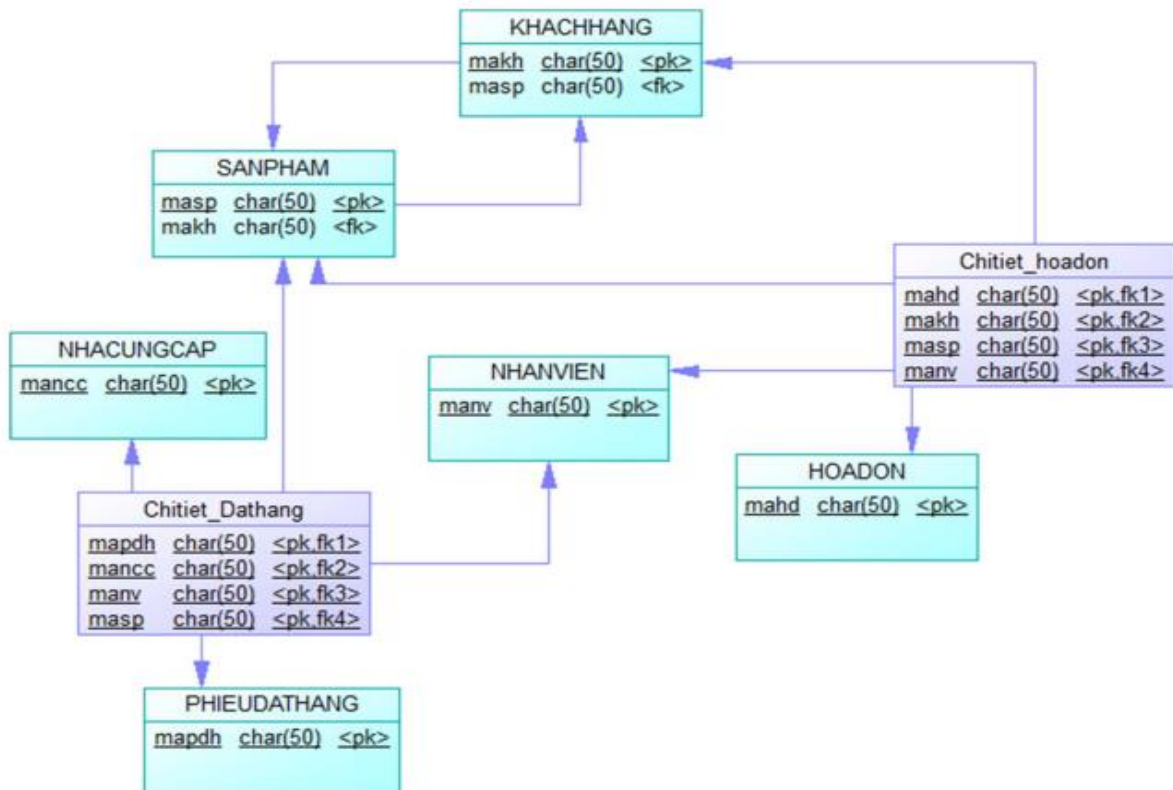 KHACHHANG
makh char(50) <pk>
masp char(50) <fk>
SANPHAM
masp char(50) <pk>
makh char(50) <fk>
Chitiet_hoadon
mahd char(50) <pk,fk1>
makh char(50) <pk,fk2>
masp char(50) <pk,fk3>
manv char(50) <pk,fk4>
NHACUNGCAP
mancc char(50) <pk>
NHANVIEN
manv char(50) <pk>
HOADON
mahd char(50) <pk>
Chitiet_Dathang
mapdh char(50) <pk,fk1>
mancc char(50) <pk,fk2>
manv char(50) <pk,fk3>
masp char(50) <pk,fk4>
PHIEUDATHANG
mapdh char(50) <pk>